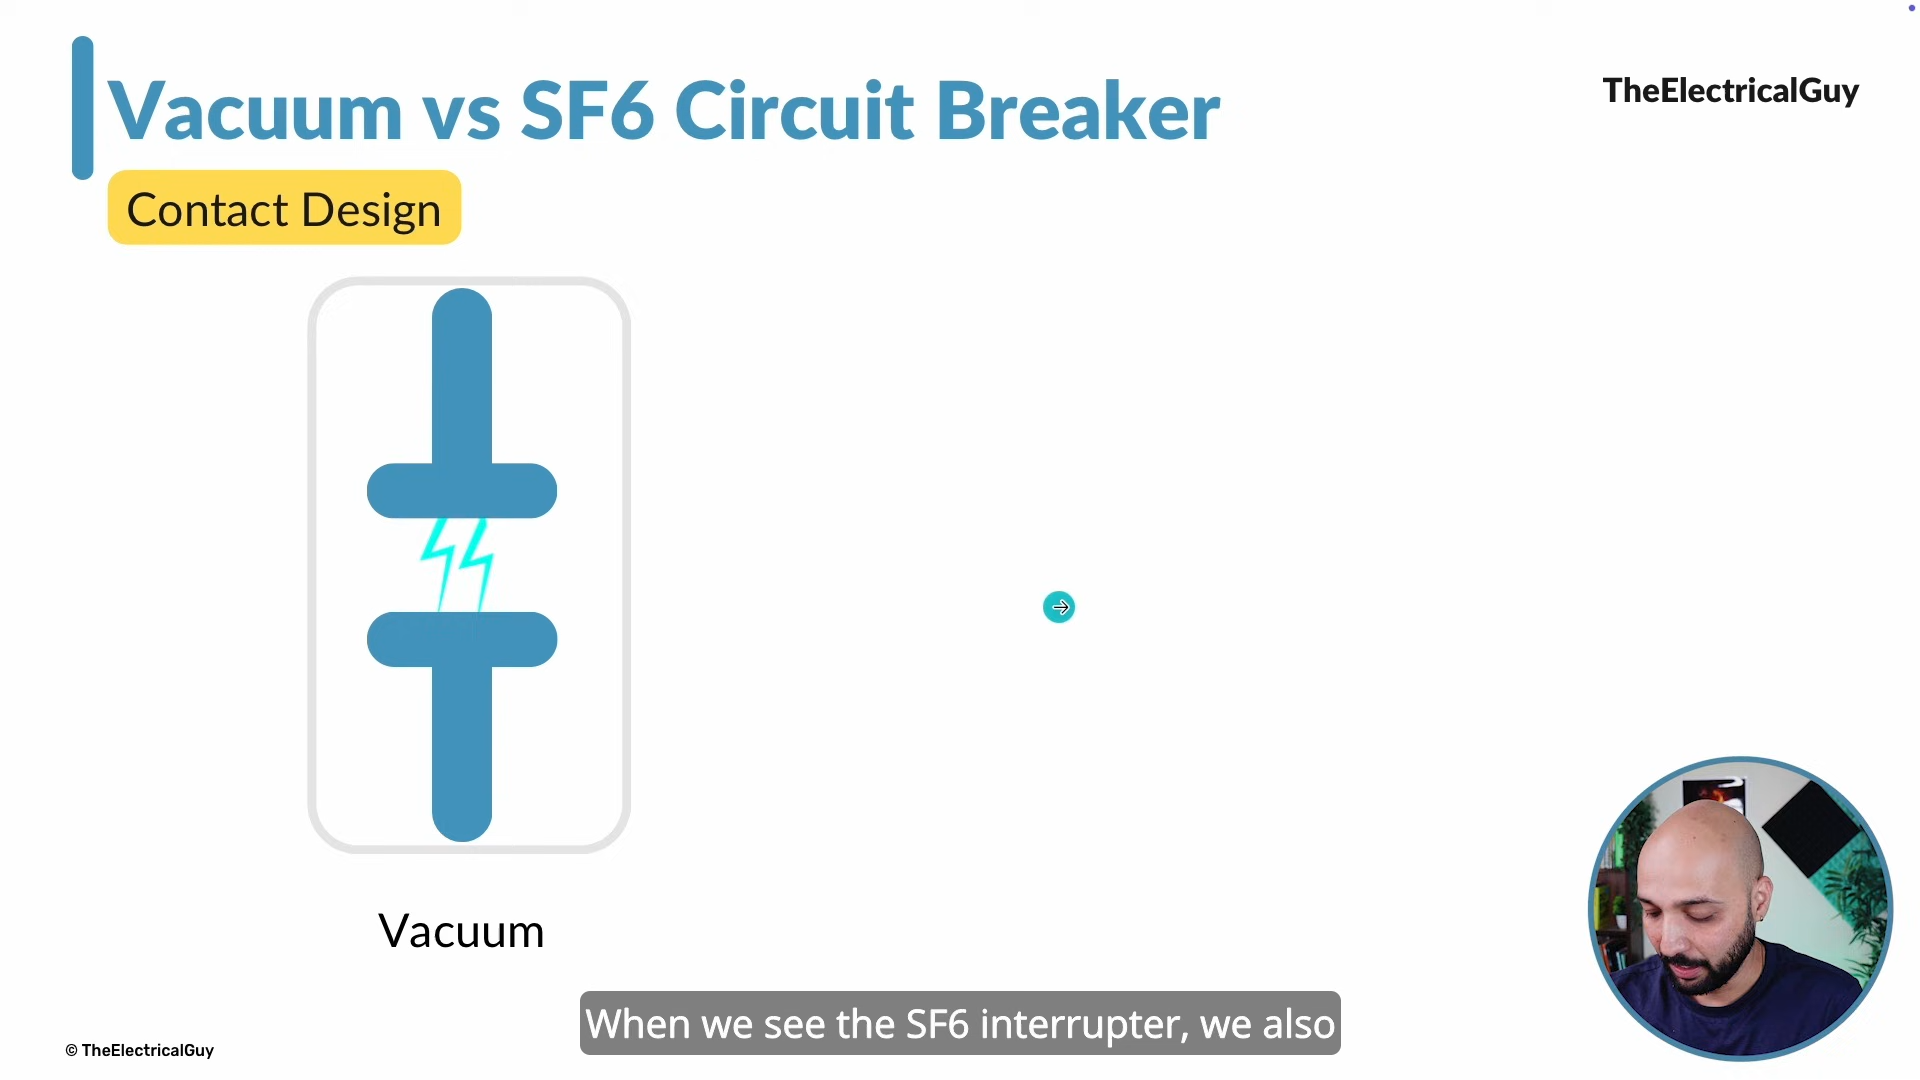 Vacuum vs SF6 Circuit Breaker
TheElectricalGuy
Contact Design
Vacuum
When we see the SF6 interrupter, we also
© TheElectricalGuy